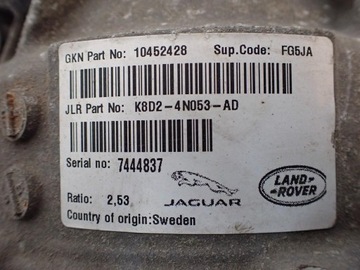 GKN Part No: 10452428 Sup.Code: FG5JA
JLR Part No: K8D2-4N053-AD
Serial no: 7444837
Ratio: 2,53
JAGUAR
LAND ROVER
Country of origin:Sweden